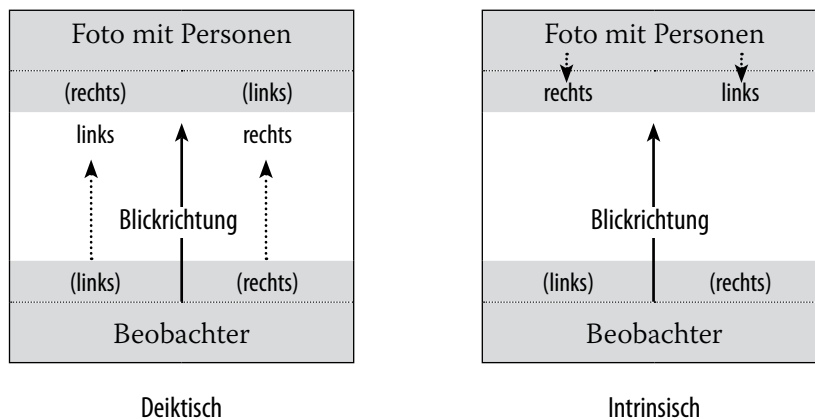 Foto mit Personen
(rechts) (links)
links rechts
Blickrichtung
(links) (rechts)
Beobachter
Deiktisch
Foto mit Personen
rechts links
Blickrichtung
(links) (rechts)
Beobachter
Intrinsisch